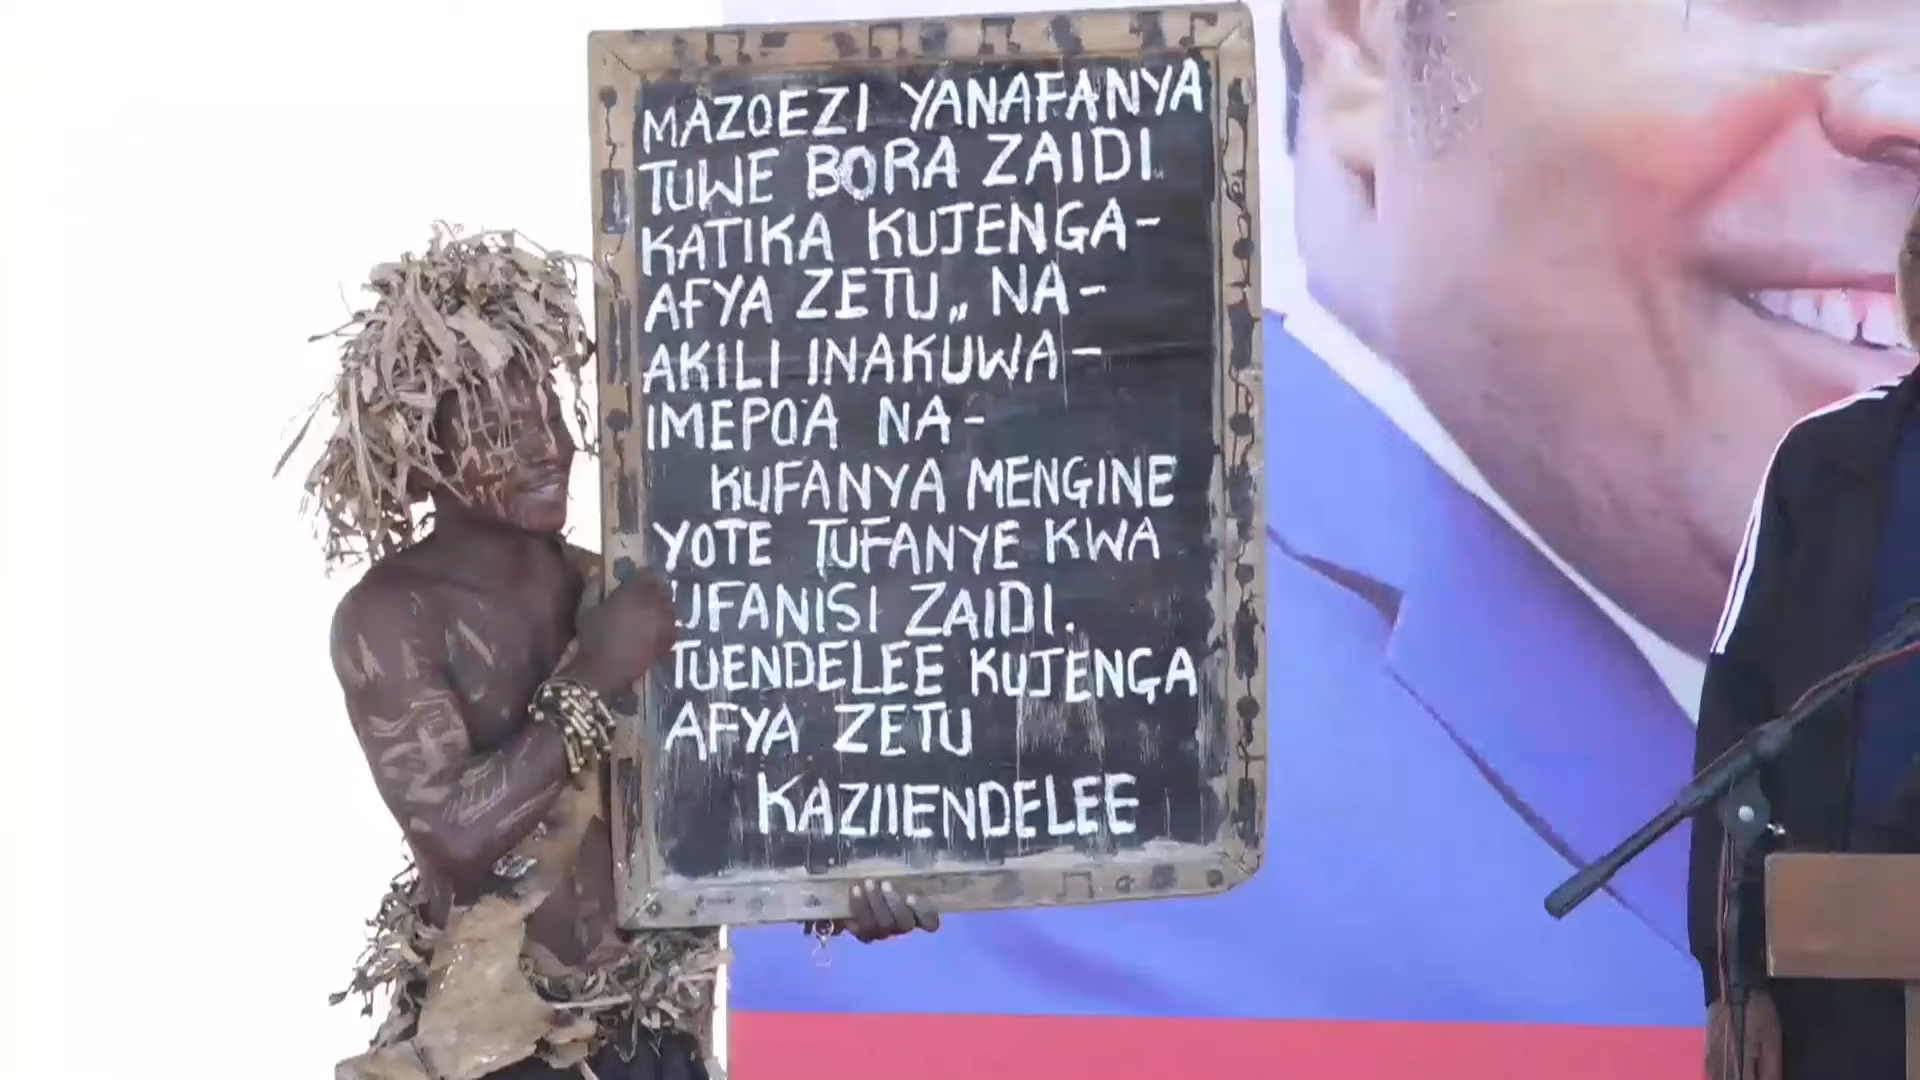 MAZOEZI YANAFANYA
TUWE BORA ZAIDI.
KATIKA KUJENGA-
AFYA ZETU,, NA-
AKILI INAKUWA-
IMEPOA NA-
KUFANYA MENGINE
YOTE TUFANYE KWA
UFANISI ZAIDI.
TUENDELEE KUJENGA
AFYA ZETU
KAZIIENDELEE